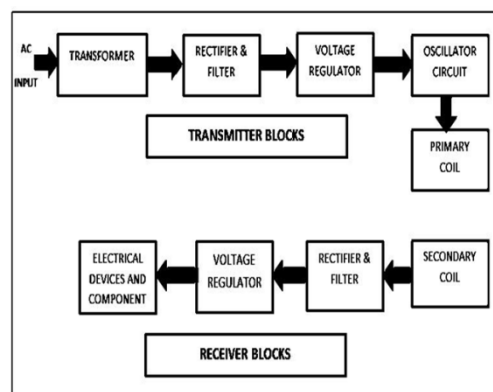 AC
INPUT
TRANSFORMER
RECTIFIER &
FILTER
VOLTAGE
REGULATOR
OSCILLATOR
CIRCUIT
TRANSMITTER BLOCKS
PRIMARY
COIL
ELECTRICAL
DEVICES AND
COMPONENT
VOLTAGE
REGULATOR
RECTIFIER &
FILTER
SECONDARY
COIL
RECEIVER BLOCKS